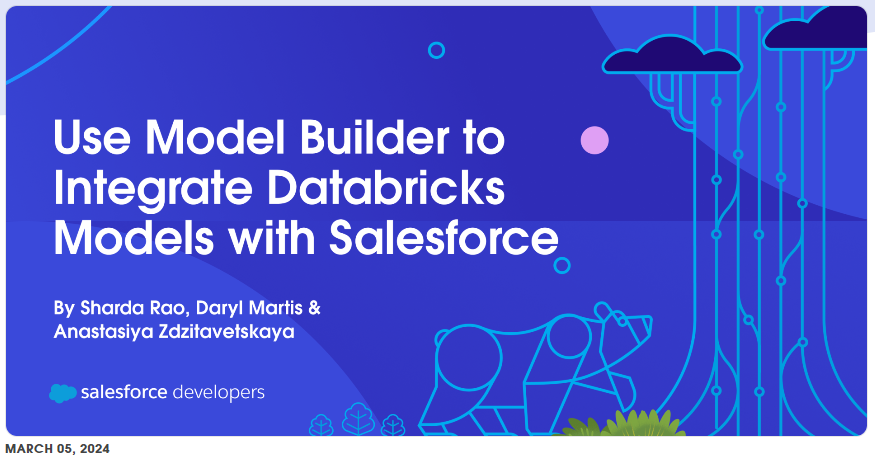 Use Model Builder to
Integrate Databricks
Models with Salesforce
By Sharda Rao, Daryl Martis &
Anastasiya Zdzitavetskaya
salesforce developers
MARCH 05, 2024